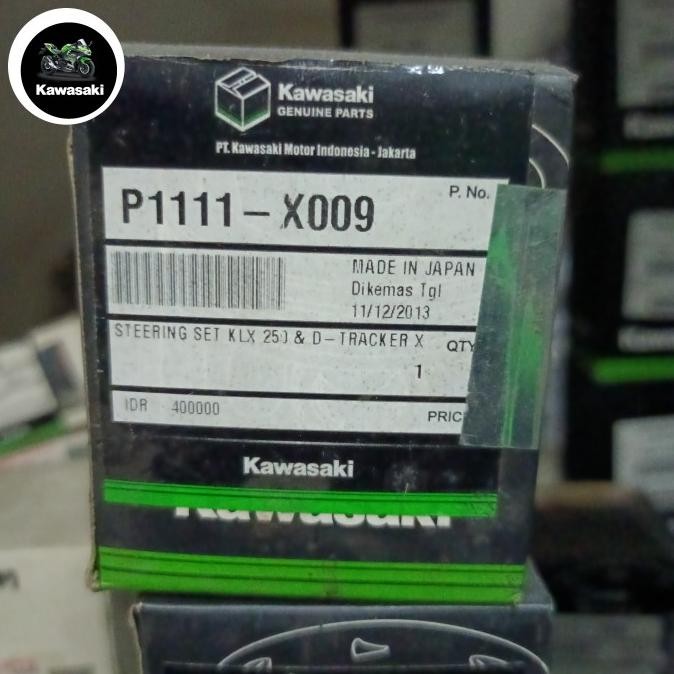 Kawasaki
Kawasaki
GENUINE PARTS
PT. Kawasaki Motor Indonesia - Jakarta
P. No.
P1111-X009
MADE IN JAPAN
Dikemas Tgl
11/12/2013
STEERING SET KLX 250 & D-TRACKER X
QTY
1
IDR 400000
PRIC
Kawasaki
Kawasaki